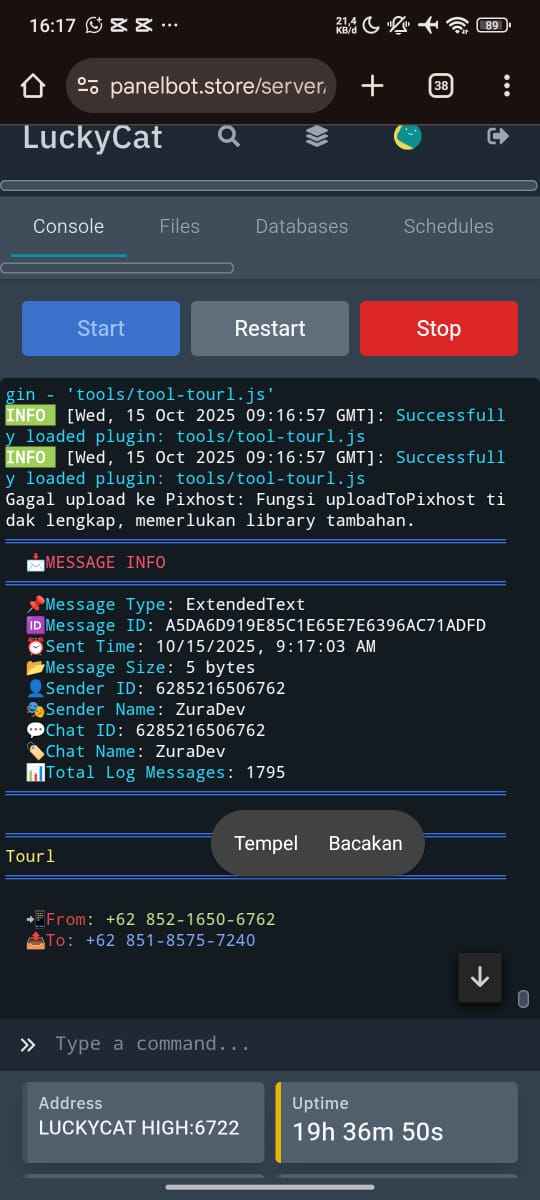 16:17
21,4
KB/d
89
panelbot.store/server/
38
LuckyCat
Console Files Databases Schedules
Start Restart Stop
gin - 'tools/tool-tourl.js'
INFO [Wed, 15 Oct 2025 09:16:57 GMT]: Successfull
y loaded plugin: tools/tool-tourl.js
INFO [Wed, 15 Oct 2025 09:16:57 GMT]: Successfull
y loaded plugin: tools/tool-tourl.js
Gagal upload ke Pixhost: Fungsi uploadToPixhost ti
dak lengkap, memerlukan library tambahan.
📩MESSAGE INFO
📌Message Type: ExtendedText
🆔Message ID: A5DA6D919E85C1E65E7E6396AC71ADFD
⏰Sent Time: 10/15/2025, 9:17:03 AM
📂Message Size: 5 bytes
👤Sender ID: 6285216506762
🎭Sender Name: ZuraDev
💬Chat ID: 6285216506762
🏷️Chat Name: ZuraDev
📊Total Log Messages: 1795
Tempel Bacakan
Tourl
📲From: +62 852-1650-6762
📤To: +62 851-8575-7240
Type a command...
Address
LUCKYCAT HIGH:6722
Uptime
19h 36m 50s